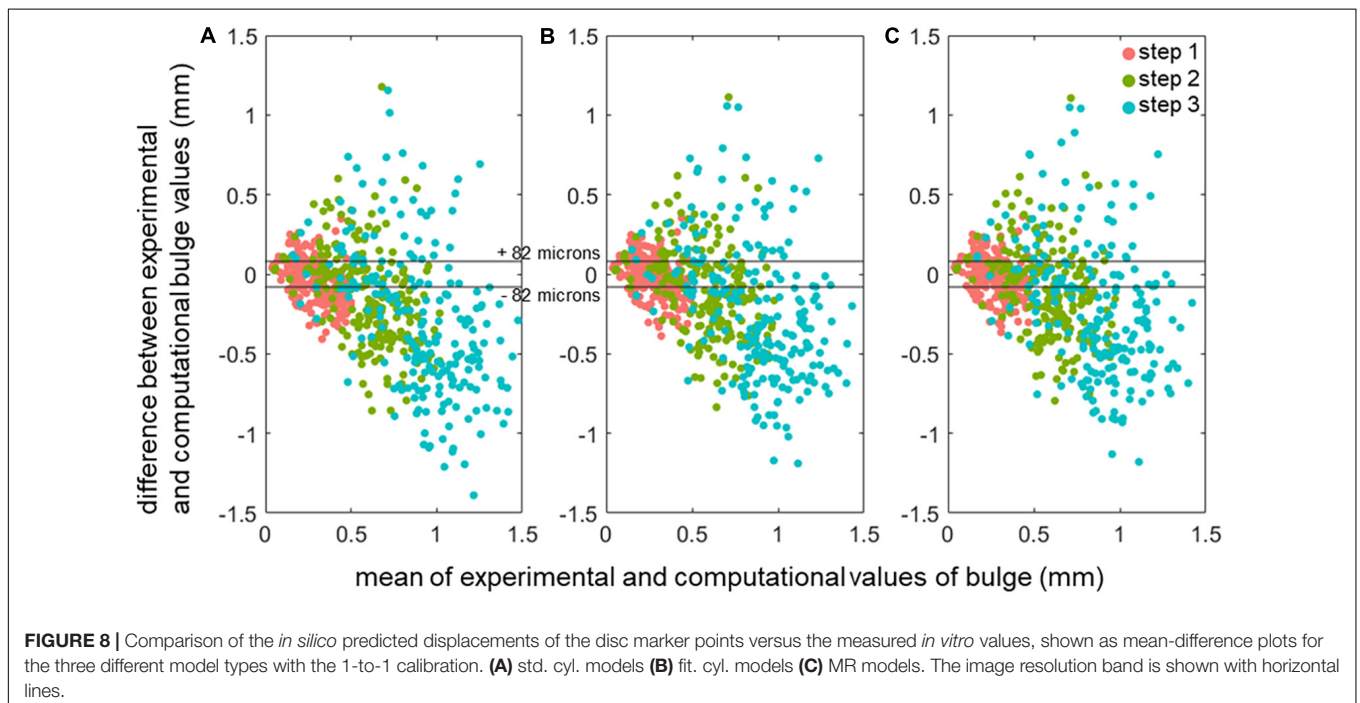 A
B
C
1.5
1
0.5
0
-0.5
-1
-1.5
0
0.5
1
1.5
1.5
1
0.5
0
-0.5
-1
-1.5
0
0.5
1
1.5
1.5
1
0.5
0
-0.5
-1
-1.5
0
0.5
1
1.5
step 1
step 2
step 3
+ 82 microns
- 82 microns
difference between experimental
and computational bulge values (mm)
mean of experimental and computational values of bulge (mm)
FIGURE 8 | Comparison of the in silico predicted displacements of the disc marker points versus the measured in vitro values, shown as mean-difference plots for
the three different model types with the 1-to-1 calibration. (A) std. cyl. models (B) fit. cyl. models (C) MR models. The image resolution band is shown with horizontal
lines.